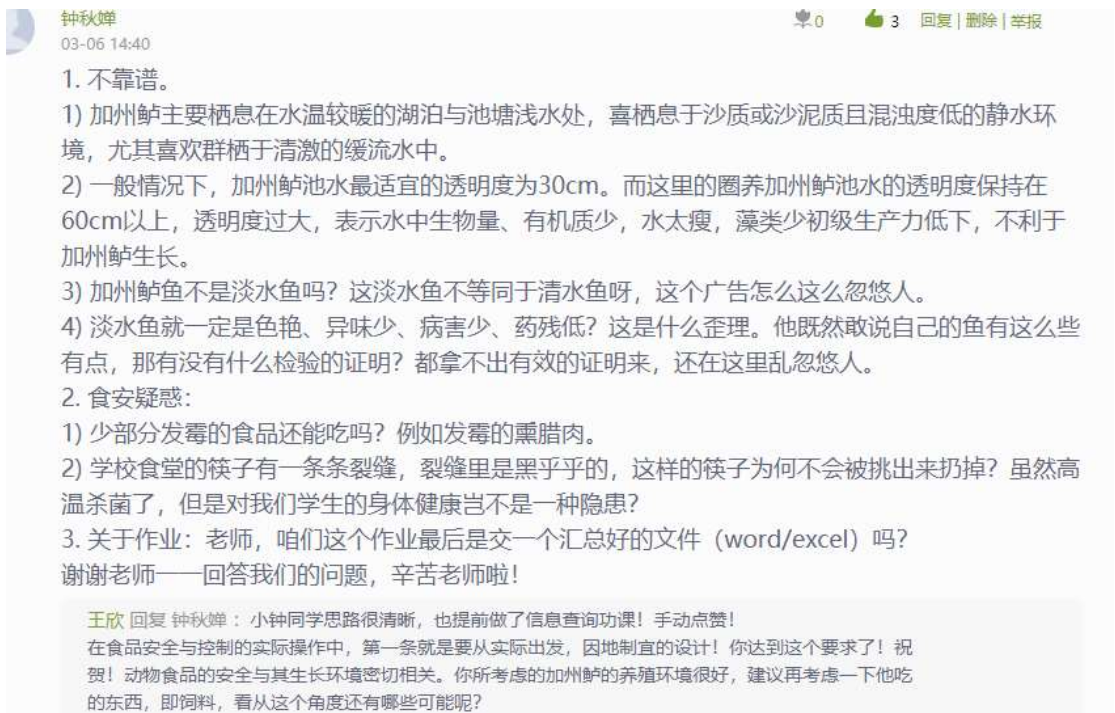 钟秋婵 0 3 回复 | 删除 | 举报
03-06 14:40
1. 不靠谱。
1) 加州鲈主要栖息在水温较暖的湖泊与池塘浅水处，喜栖息于沙质或沙泥质且混浊度低的静水环
境，尤其喜欢群栖于清澈的缓流水中。
2) 一般情况下，加州鲈池水最适宜的透明度为30cm。而这里的圈养加州鲈池水的透明度保持在
60cm以上，透明度过大，表示水中生物量、有机质少，水太瘦，藻类少初级生产力低下，不利于
加州鲈生长。
3) 加州鲈鱼不是淡水鱼吗？这淡水鱼不等同于清水鱼呀，这个广告怎么这么忽悠人。
4) 淡水鱼就一定是色艳、异味少、病害少、药残低？这是什么歪理。他既然敢说自己的鱼有这么些
有点，那有没有什么检验的证明？都拿不出有效的证明来，还在这里乱忽悠人。
2. 食安疑惑：
1) 少部分发霉的食品还能吃吗？例如发霉的熏腊肉。
2) 学校食堂的筷子有一条条裂缝，裂缝里是黑乎乎的，这样的筷子为何不会被挑出来扔掉？虽然高
温杀菌了，但是对我们学生的身体健康岂不是一种隐患？
3. 关于作业：老师，咱们这个作业最后是交一个汇总好的文件（word/excel）吗？
谢谢老师一一回答我们的问题，辛苦老师啦！
王欣 回复 钟秋婵 ：小钟同学思路很清晰，也提前做了信息查询功课！手动点赞！
在食品安全与控制的实际操作中，第一条就是要从实际出发，因地制宜的设计！你达到这个要求了！祝
贺！动物食品的安全与其生长环境密切相关。你所考虑的加州鲈的养殖环境很好，建议再考虑一下他吃
的东西，即饲料，看从这个角度还有哪些可能呢？